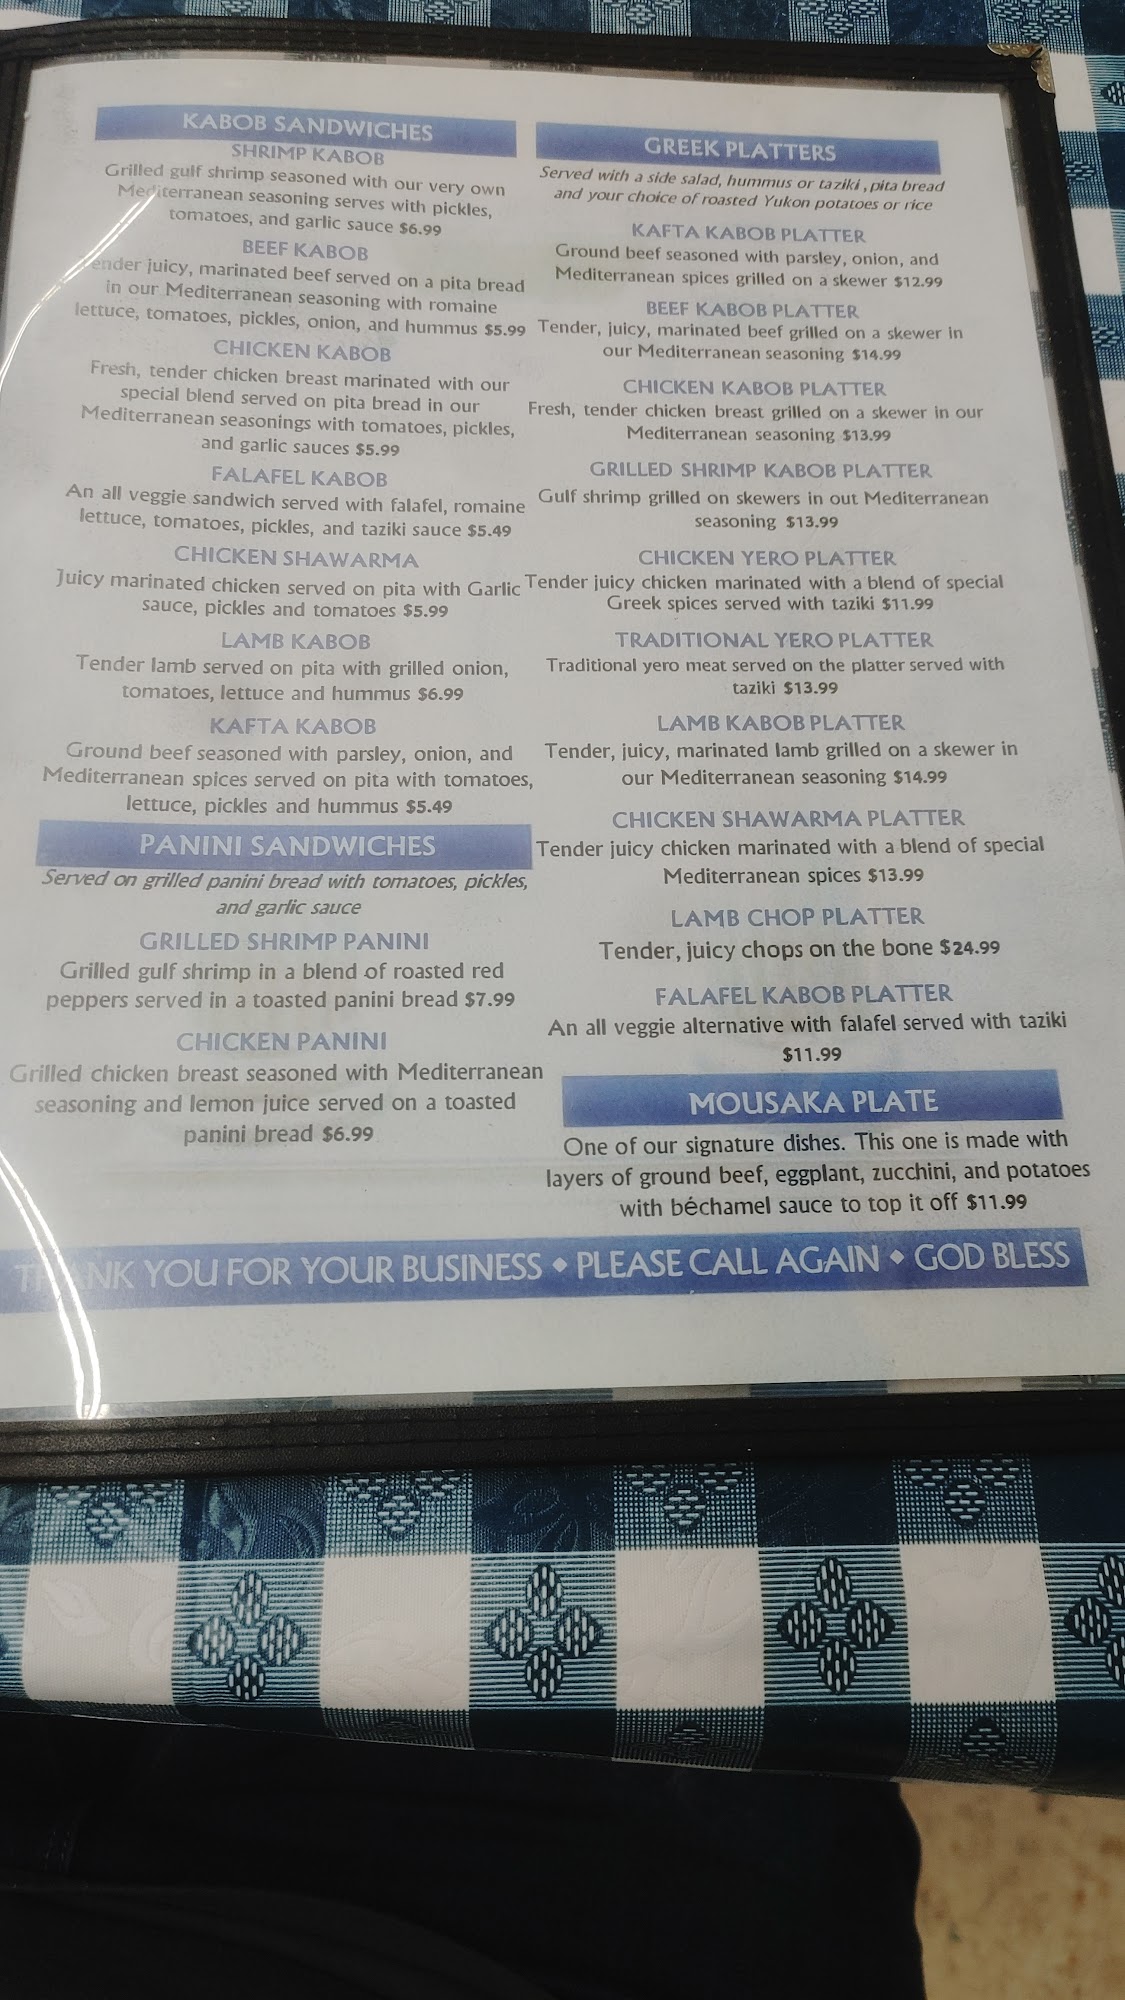 KABOB SANDWICHES
SHRIMP KABOB
Grilled gulf shrimp seasoned with our very own
Mediterranean seasoning serves with pickles,
tomatoes, and garlic sauce $6.99
BEEF KABOB
Tender juicy, marinated beef served on a pita bread
in our Mediterranean seasoning with romaine
lettuce, tomatoes, pickles, onion, and hummus $5.99
CHICKEN KABOB
Fresh, tender chicken breast marinated with our
special blend served on pita bread in our
Mediterranean seasonings with tomatoes, pickles,
and garlic sauces $5.99
FALAFEL KABOB
An all veggie sandwich served with falafel, romaine
lettuce, tomatoes, pickles, and taziki sauce $5.49
CHICKEN SHAWARMA
Juicy marinated chicken served on pita with Garlic
sauce, pickles and tomatoes $5.99
LAMB KABOB
Tender lamb served on pita with grilled onion,
tomatoes, lettuce and hummus $6.99
KAFTA KABOB
Ground beef seasoned with parsley, onion, and
Mediterranean spices served on pita with tomatoes,
lettuce, pickles and hummus $5.49
PANINI SANDWICHES
Served on grilled panini bread with tomatoes, pickles,
and garlic sauce
GRILLED SHRIMP PANINI
Grilled gulf shrimp in a blend of roasted red
peppers served in a toasted panini bread $7.99
CHICKEN PANINI
Grilled chicken breast seasoned with Mediterranean
seasoning and lemon juice served on a toasted
panini bread $6.99
GREEK PLATTERS
Served with a side salad, hummus or taziki , pita bread
and your choice of roasted Yukon potatoes or rice
KAFTA KABOB PLATTER
Ground beef seasoned with parsley, onion, and
Mediterranean spices grilled on a skewer $12.99
BEEF KABOB PLATTER
Tender, juicy, marinated beef grilled on a skewer in
our Mediterranean seasoning $14.99
CHICKEN KABOB PLATTER
Fresh, tender chicken breast grilled on a skewer in our
Mediterranean seasoning $13.99
GRILLED SHRIMP KABOB PLATTER
Gulf shrimp grilled on skewers in out Mediterranean
seasoning $13.99
CHICKEN YERO PLATTER
Tender juicy chicken marinated with a blend of special
Greek spices served with taziki $11.99
TRADITIONAL YERO PLATTER
Traditional yero meat served on the platter served with
taziki $13.99
LAMB KABOB PLATTER
Tender, juicy, marinated lamb grilled on a skewer in
our Mediterranean seasoning $14.99
CHICKEN SHAWARMA PLATTER
Tender juicy chicken marinated with a blend of special
Mediterranean spices $13.99
LAMB CHOP PLATTER
Tender, juicy chops on the bone $24.99
FALAFEL KABOB PLATTER
An all veggie alternative with falafel served with taziki
$11.99
MOUSAKA PLATE
One of our signature dishes. This one is made with
layers of ground beef, eggplant, zucchini, and potatoes
with béchamel sauce to top it off $11.99
THANK YOU FOR YOUR BUSINESS ◆ PLEASE CALL AGAIN ◆ GOD BLESS